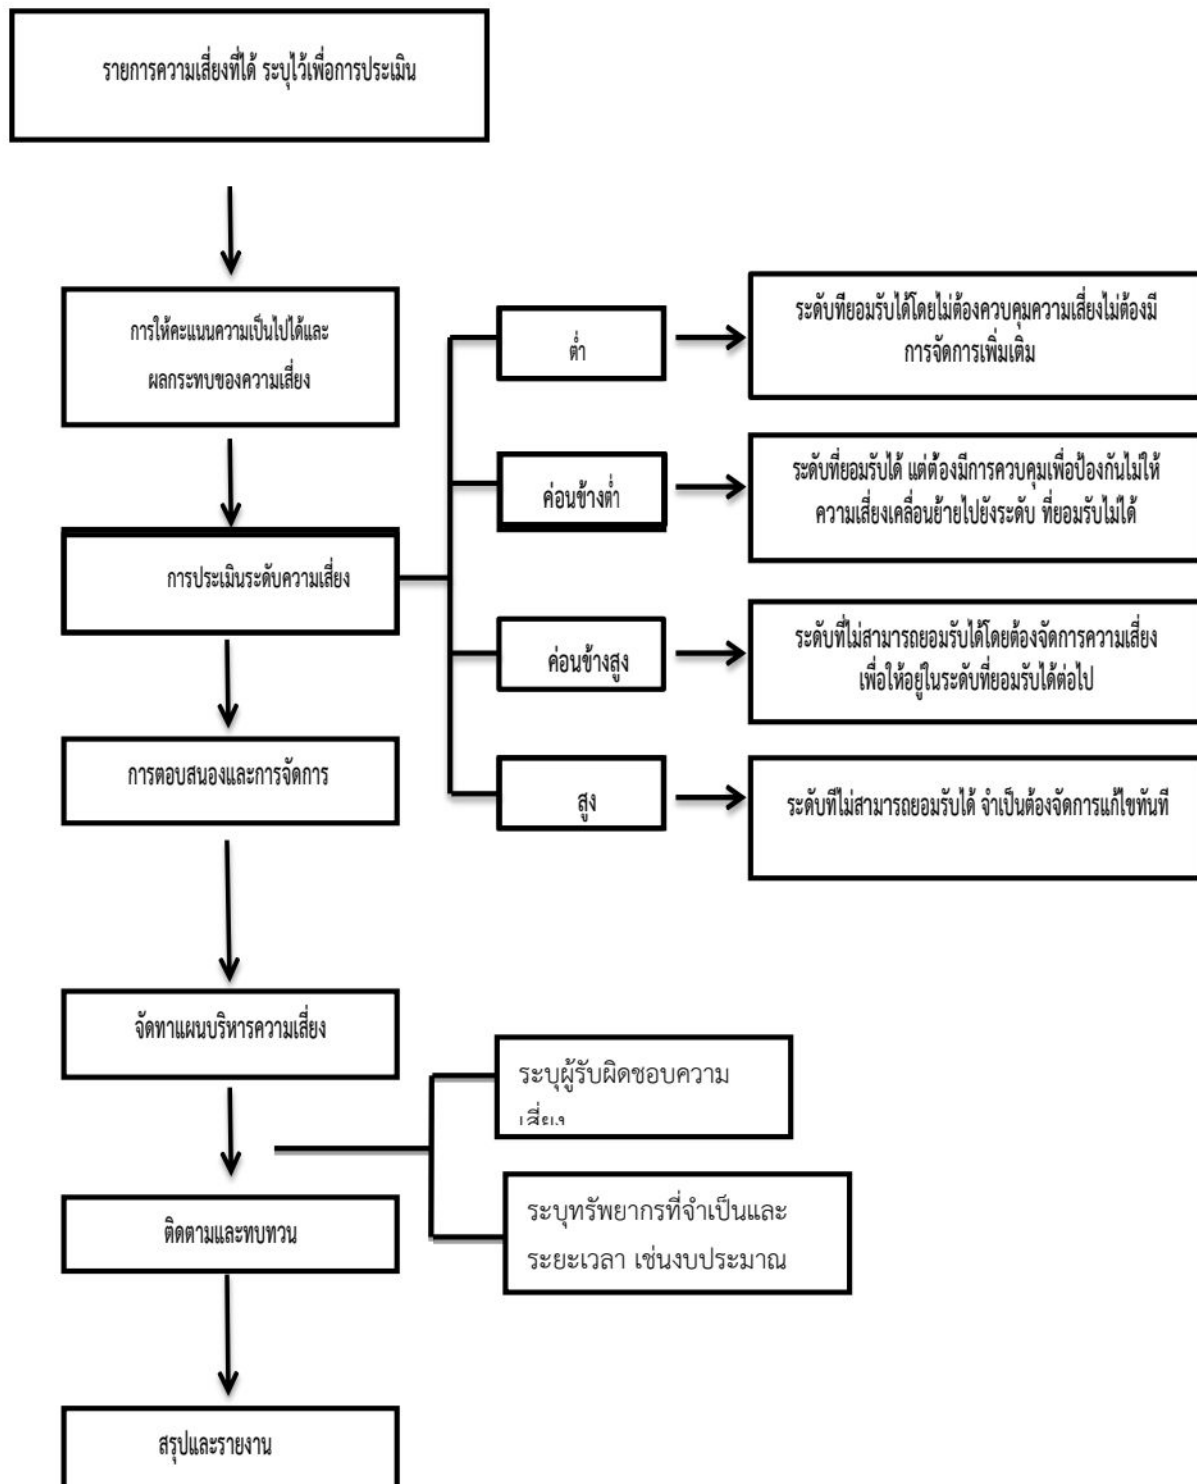 รายการความเสี่ยงที่ได้ ระบุไว้เพื่อการประเมิน
การให้คะแนนความเป็นไปได้และ
ผลกระทบของความเสี่ยง
การประเมินระดับความเสี่ยง
ต่ำ
ระดับทียอมรับได้โดยไม่ต้องควบคุมความเสี่ยงไม่ต้องมี
การจัดการเพิ่มเติม
ค่อนข้างต่ำ
ระดับที่ยอมรับได้ แต่ต้องมีการควบคุมเพื่อป้องกันไม่ให้
ความเสี่ยงเคลื่อนย้ายไปยังระดับ ที่ยอมรับไม่ได้
ค่อนข้างสูง
ระดับที่ไม่สามารถยอมรับได้โดยต้องจัดการความเสี่ยง
เพื่อให้อยู่ในระดับที่ยอมรับได้ต่อไป
สูง
ระดับทีไม่สามารถยอมรับได้ จำเป็นต้องจัดการแก้ไขทันที
การตอบสนองและการจัดการ
จัดทาแผนบริหารความเสี่ยง
ระบุผู้รับผิดชอบความ
เสี่ยง
ระบุทรัพยากรที่จำเป็นและ
ระยะเวลา เช่นงบประมาณ
ติดตามและทบทวน
สรุปและรายงาน